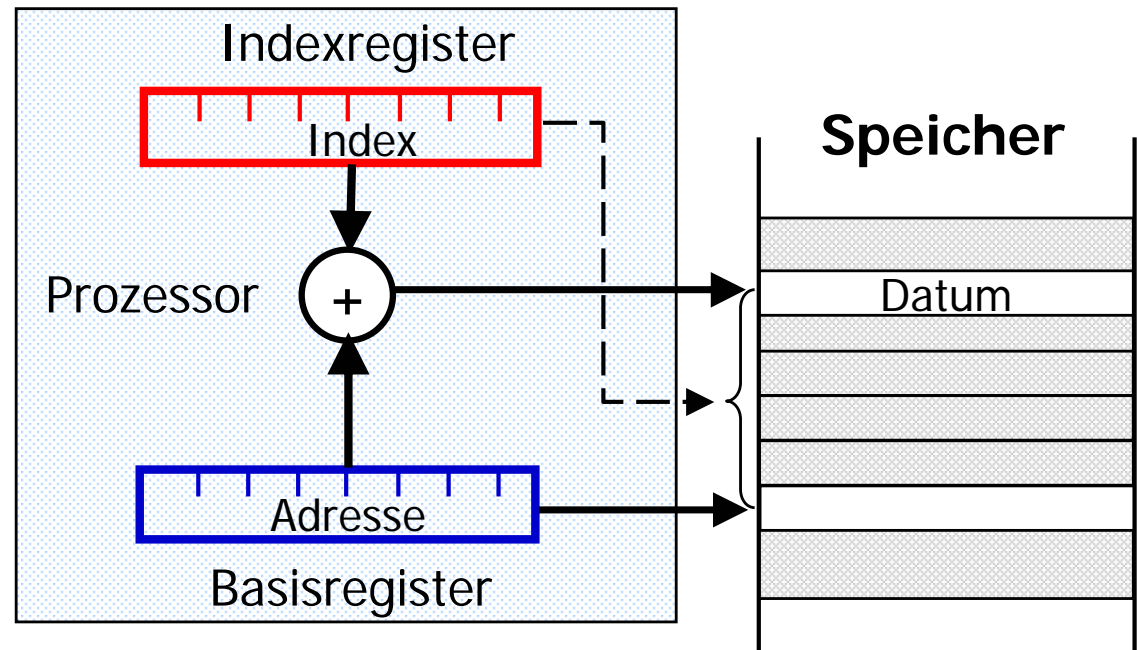 Indexregister
Index
Speicher
Prozessor
+
Datum
Adresse
Basisregister